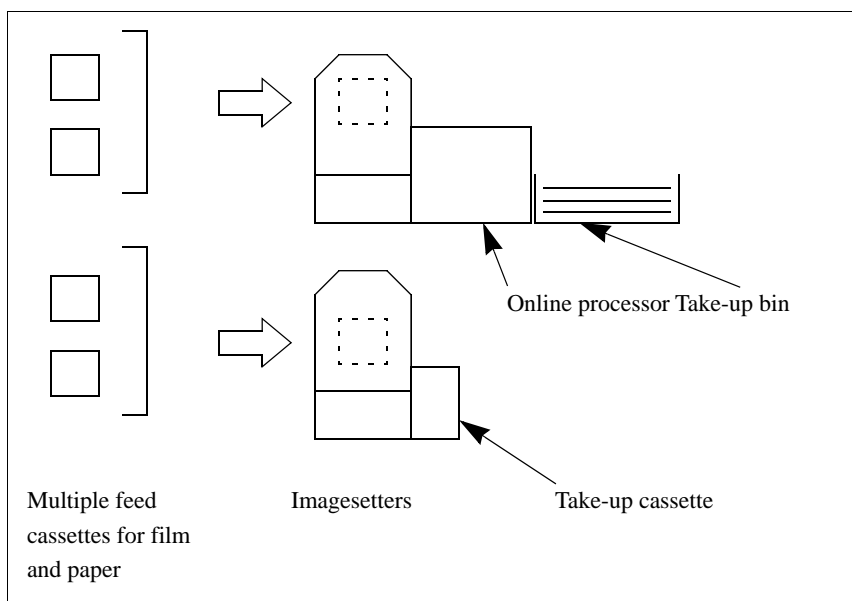 Online processor Take-up bin
Multiple feed
cassettes for film
and paper
Imagesetters
Take-up cassette